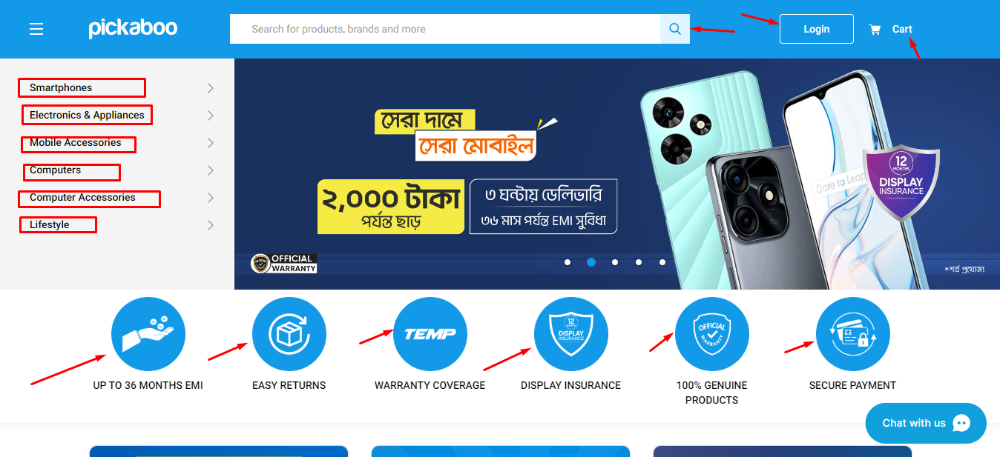 pickaboo
Search for products, brands and more
Login
Cart
Smartphones
Electronics & Appliances
Mobile Accessories
Computers
Computer Accessories
Lifestyle
সেরা দামে
সেরা মোবাইল
২,০০০ টাকা
পর্যন্ত ছাড়
৩ ঘন্টায় ডেলিভারি
৩৬ মাস পর্যন্ত EMI সুবিধা
Dare to Leap
12
MONTHS
DISPLAY
INSURANCE
OFFICIAL
WARRANTY
*শর্ত প্রযোজ্য
TEMP
12
MONTHS
DISPLAY
INSURANCE
OFFICIAL
WARRANTY
UP TO 36 MONTHS EMI
EASY RETURNS
WARRANTY COVERAGE
DISPLAY INSURANCE
100% GENUINE
PRODUCTS
SECURE PAYMENT
Chat with us